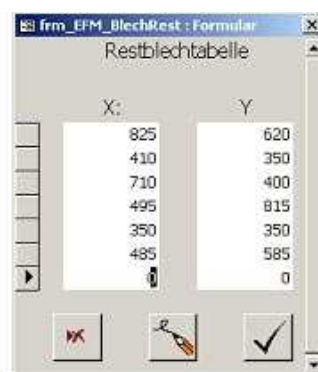 frm_EFM_BlechRest : Formular
Restblechtabelle
X: Y
825 620
410 350
710 400
495 815
350 350
485 585
0 0